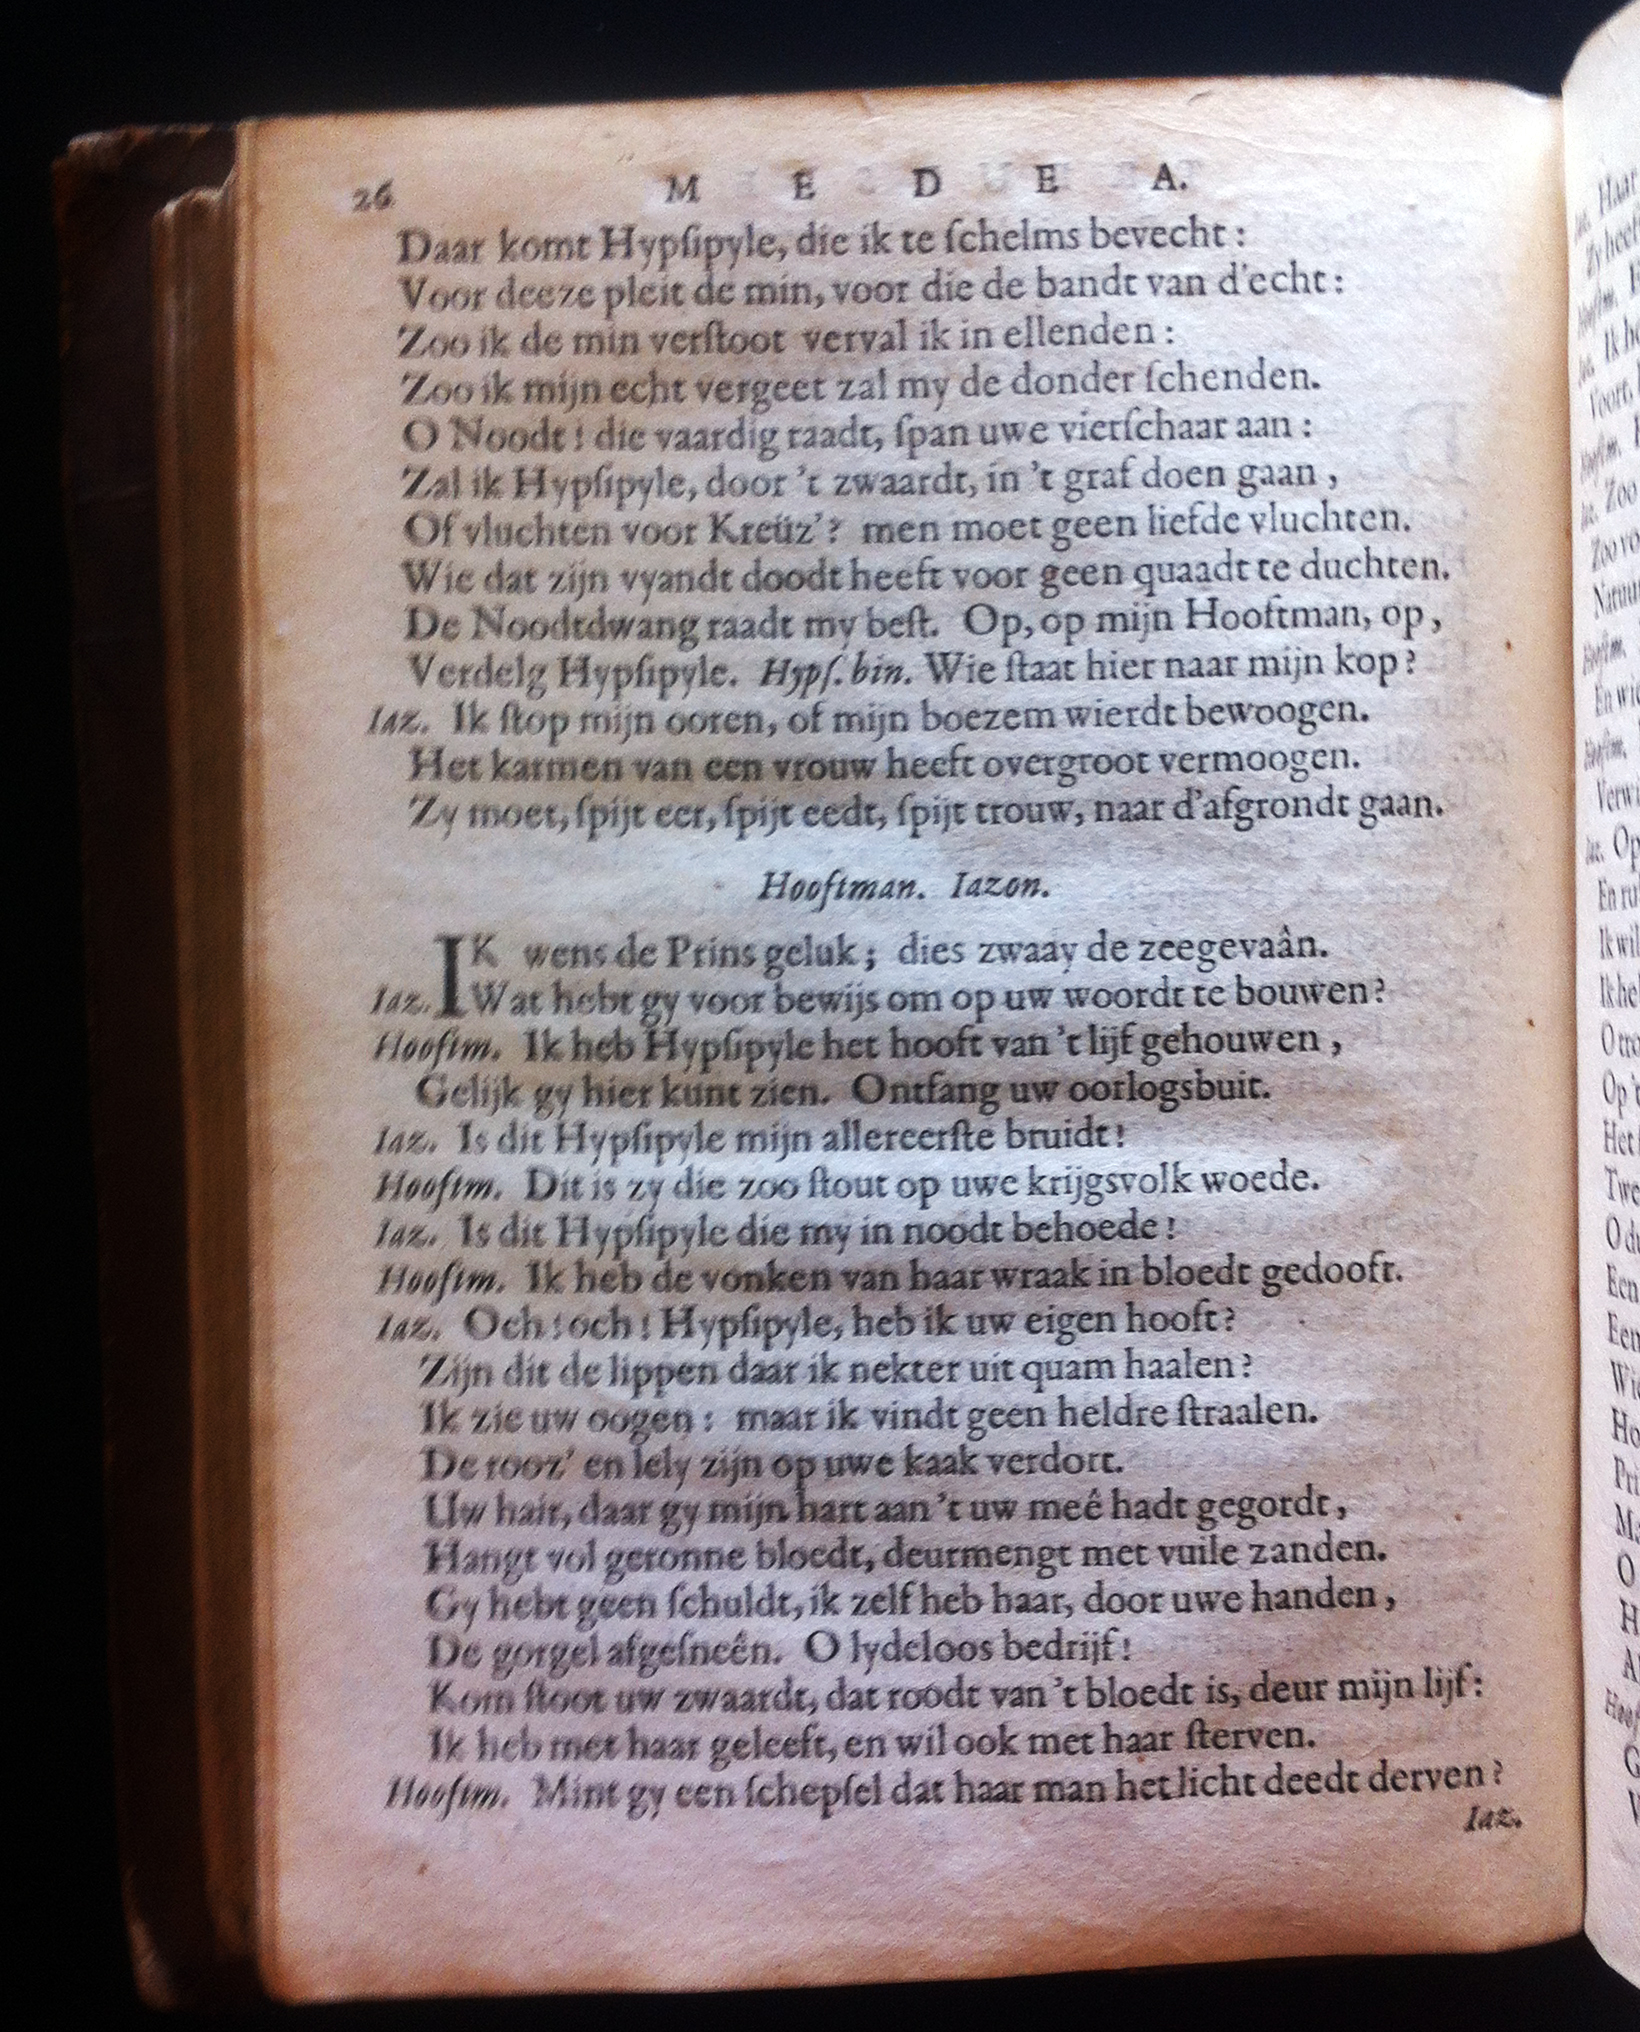 26 M E D E A.
Daar komt Hypſipyle, die ik te ſchelms bevecht:
Voor deeze pleit de min, voor die de bandt van d'echt:
Zoo ik de min verſtoot verval ik in ellenden:
Zoo ik mijn echt vergeet zal my de donder ſchenden.
O Noodt! die vaardig raadt, ſpan uwe vierſchaar aan:
Zal ik Hypſipyle, door 't zwaardt, in 't graf doen gaan,
Of vluchten voor Kreüz'? men moet geen liefde vluchten.
Wie dat zijn vyandt doodt heeft voor geen quaadt te duchten.
De Noodtdwang raadt my beſt. Op, op mijn Hooftman, op,
Verdelg Hypſipyle. Hypſ. bin. Wie ſtaat hier naar mijn kop?
Iaz. Ik ſtop mijn ooren, of mijn boezem wierdt bewoogen.
Het karmen van een vrouw heeft overgroot vermoogen.
Zy moet, ſpijt eer, ſpijt eedt, ſpijt trouw, naar d'afgrondt gaan.
Hooftman. Iazon.
IK wens de Prins geluk; dies zwaay de zeegevaân.
Iaz. Wat hebt gy voor bewijs om op uw woordt te bouwen?
Hooftm. Ik heb Hypſipyle het hooft van 't lijf gehouwen,
Gelijk gy hier kunt zien. Ontfang uw oorlogsbuit.
Iaz. Is dit Hypſipyle mijn allereerſte bruidt!
Hooftm. Dit is zy die zoo ſtout op uwe krijgsvolk woede.
Iaz. Is dit Hypſipyle die my in noodt behoede!
Hooftm. Ik heb de vonken van haar wraak in bloedt gedooft.
Iaz. Och! och! Hypſipyle, heb ik uw eigen hooft?
Zijn dit de lippen daar ik nekter uit quam haalen?
Ik zie uw oogen: maar ik vindt geen heldre ſtraalen.
De rooz' en lely zijn op uwe kaak verdort.
Uw hair, daar gy mijn hart aan 't uw meê hadt gegordt,
Hangt vol geronne bloedt, deurmengt met vuile zanden.
Gy hebt geen ſchuldt, ik zelf heb haar, door uwe handen,
De gorgel afgeſneên. O lydeloos bedrijf!
Kom ſtoot uw zwaardt, dat roodt van 't bloedt is, deur mijn lijf:
Ik heb met haar geleeft, en wil ook met haar ſterven.
Hooftm. Mint gy een ſchepſel dat haar man het licht deedt derven?
Iaz.